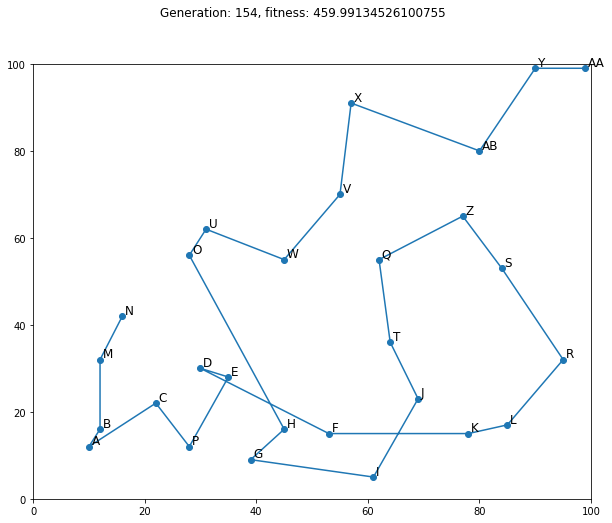 Generation: 154, fitness: 459.99134526100755
100
Y
AA
X
AB
80
V
Z
U
60
O
W
Q
S
N
40
T
M
R
D
E
J
C
20
B
H
F
K
L
A
P
G
I
0
0
20
40
60
80
100